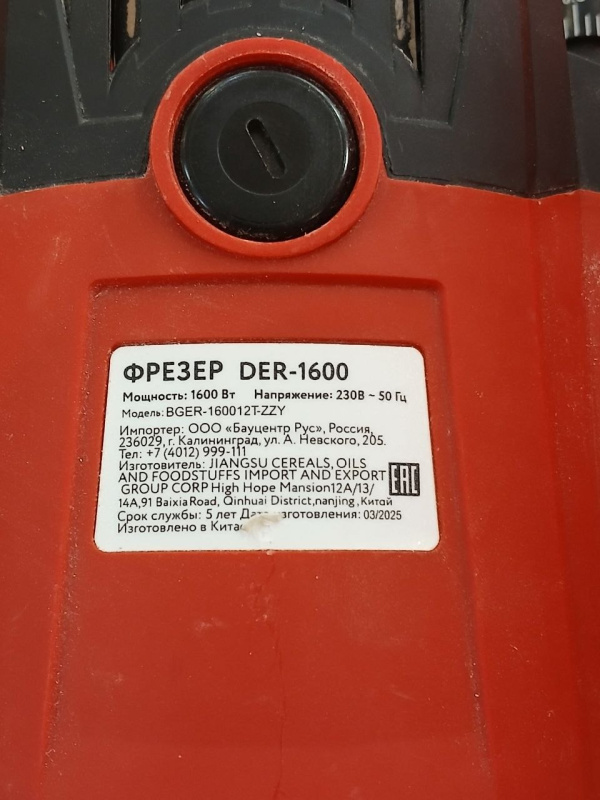 ФРЕЗЕР DER-1600
Мощность: 1600 Вт Напряжение: 230В ~ 50 Гц
Модель: BGER-160012T-ZZY
Импортер: ООО «Бауцентр Рус», Россия,
236029, г. Калининград, ул. А. Невского, 205.
Тел: +7 (4012) 999-111
Изготовитель: JIANGSU CEREALS, OILS
AND FOODSTUFFS IMPORT AND EXPORT
GROUP CORP High Hope Mansion12A/13/
14A,91 BaixiaRoad, Qinhuai District,nanjing,Китай
Срок службы: 5 лет Дата изготовления: 03/2025
Изготовлено в Китае
EAC